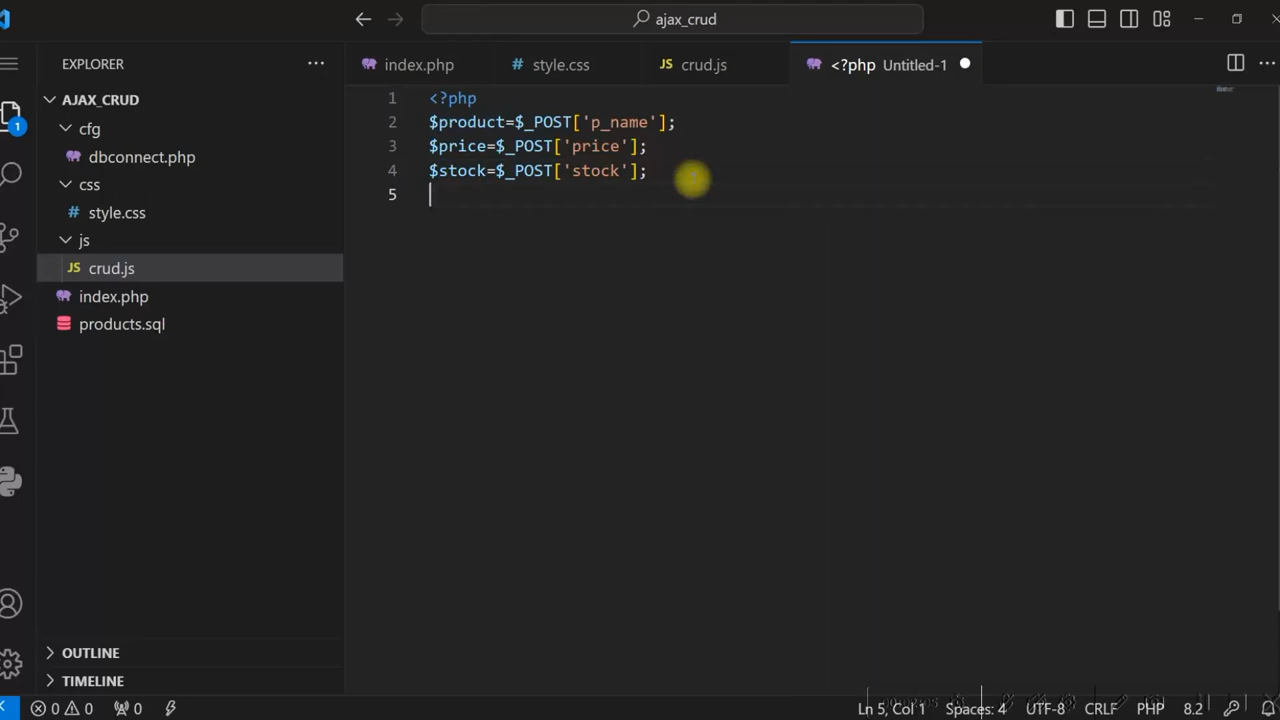 ajax_crud
EXPLORER
index.php
# style.css
JS crud.js
<?php Untitled-1
AJAX_CRUD
cfg
dbconnect.php
css
# style.css
js
JS crud.js
index.php
products.sql
1 <?php
2 $product=$_POST['p_name'];
3 $price=$_POST['price'];
4 $stock=$_POST['stock'];
5
1
OUTLINE
TIMELINE
0 0 0
Ln 5, Col 1
Spaces: 4
UTF-8
CRLF
PHP
8.2